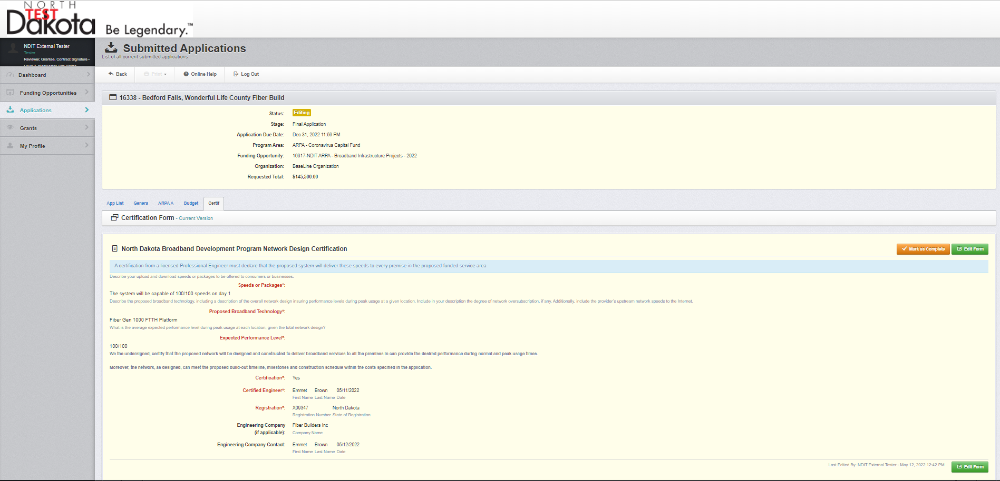 NORTH
TEST
Dakota Be Legendary.™
NDIT External Tester
Tester
Reviewer, Grantee, Contract Signature -
Submitted Applications
List of all current submitted applications
Back Print Online Help Log Out
Dashboard
Funding Opportunities
Applications
Grants
My Profile
16338 - Bedford Falls, Wonderful Life County Fiber Build
Status: Editing
Stage: Final Application
Application Due Date: Dec 31, 2022 11:59 PM
Program Area: ARPA - Coronavirus Capital Fund
Funding Opportunity: 16317-NDIT ARPA - Broadband Infrastructure Projects - 2022
Organization: BaseLine Organization
Requested Total: $145,500.00
App List Genera ARPA A Budget Certif
Certification Form - Current Version
North Dakota Broadband Development Program Network Design Certification
Mark as Complete Edit Form
A certification from a licensed Professional Engineer must declare that the proposed system will deliver these speeds to every premise in the proposed funded service area.
Describe your upload and download speeds or packages to be offered to consumers or businesses.
Speeds or Packages*:
The system will be capable of 100/100 speeds on day 1
Describe the proposed broadband technology, including a description of the overall network design insuring performance levels during peak usage at a given location. Include in your description the degree of network oversubscription, if any. Additionally, include the provider's upstream network speeds to the Internet.
Proposed Broadband Technology*:
Fiber Gen 1000 FTTH Platform
What is the average expected performance level during peak usage at each location, given the total network design?
Expected Performance Level*:
100/100
We the undersigned, certify that the proposed network will be designed and constructed to deliver broadband services to all the premises in can provide the desired performance during normal and peak usage times.
Moreover, the network, as designed, can meet the proposed build-out timeline, milestones and construction schedule within the costs specified in the application.
Certification*: Yes
Certified Engineer*: Emmet Brown 05/11/2022
First Name Last Name Date
Registration*: X09347 North Dakota
Registration Number State of Registration
Engineering Company Fiber Builders Inc
(if applicable): Company Name
Engineering Company Contact: Emmet Brown 05/12/2022
First Name Last Name Date
Last Edited By: NDIT External Tester - May 12, 2022 12:42 PM
Edit Form